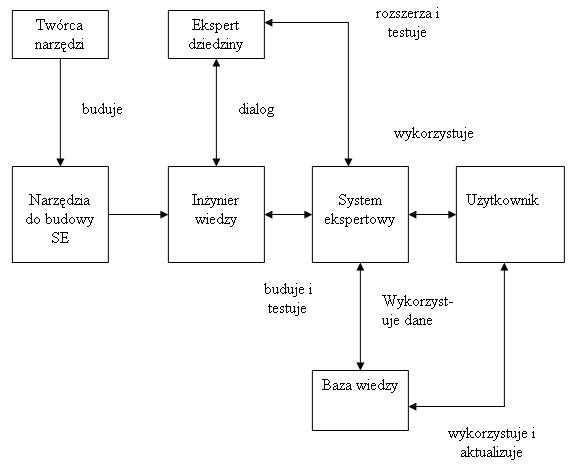 Twórca
narzędzi
Ekspert
dziedziny
rozszerza i
testuje
buduje
dialog
wykorzystuje
Narzędzia
do budowy
SE
Inżynier
wiedzy
System
ekspertowy
Użytkownik
buduje i
testuje
Wykorzyst-
uje dane
Baza wiedzy
wykorzystuje i
aktualizuje